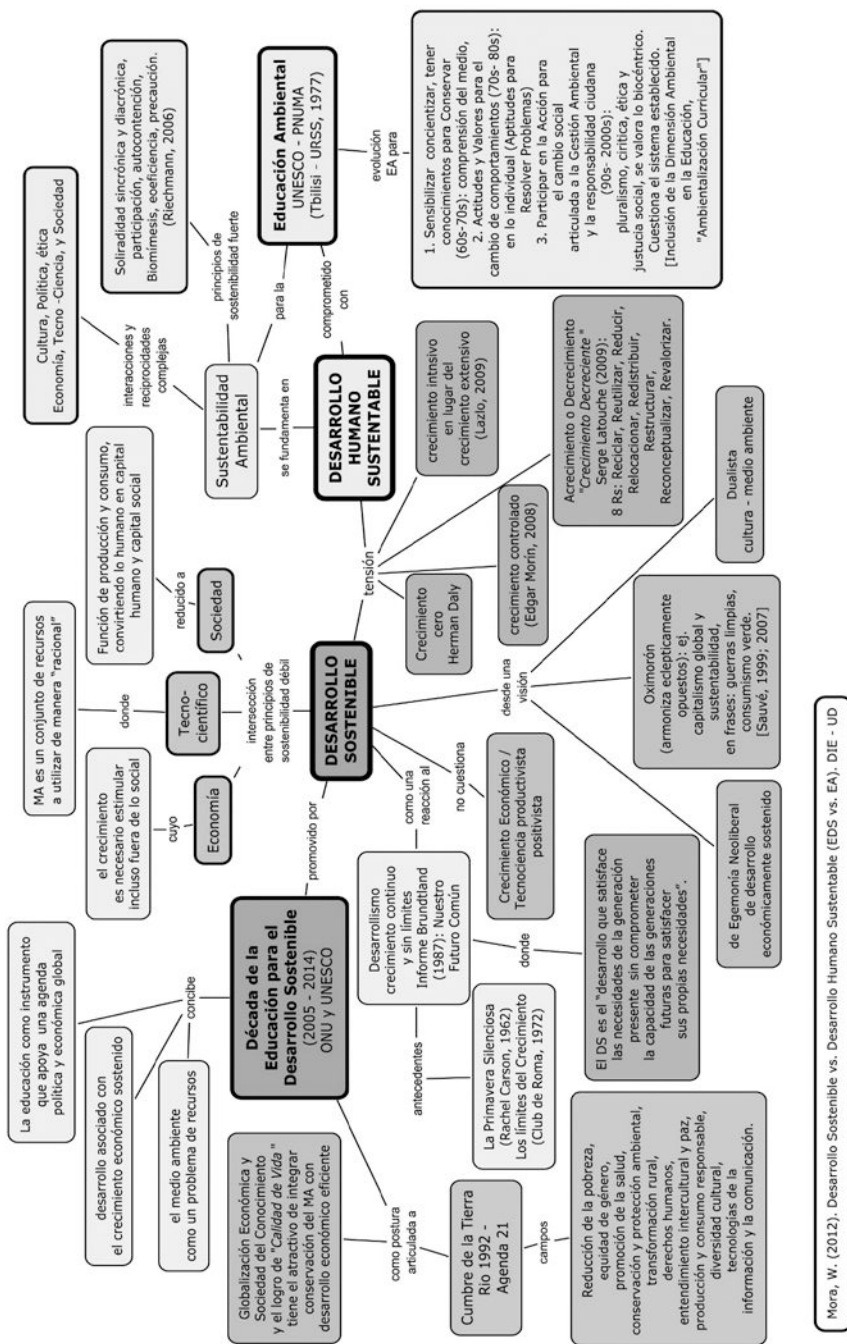 La educación como instrumento
que apoya una agenda
política y económica global
desarrollo asociado con
el crecimiento económico sostenido
el medio ambiente
como un problema de recursos
concibe
Década de la
Educación para el
Desarrollo Sostenible
(2005 - 2014)
ONU y UNESCO
promovido por
Globalización Económica y
Sociedad del Conocimiento
y el logro de "Calidad de Vida "
tiene el atractivo de integrar
conservación del MA con
desarrollo económico eficiente
como postura
articulada a
Cumbre de la Tierra
Río 1992 -
Agenda 21
campos
Reducción de la pobreza,
equidad de género,
promoción de la salud,
conservación y protección ambiental,
transformación rural,
derechos humanos,
entendimiento intercultural y paz,
producción y consumo responsable,
diversidad cultural,
tecnologías de la
información y la comunicación.
el crecimiento
es necesario estimular
incluso fuera de lo social
cuyo
Economía
MA es un conjunto de recursos
a utilizar de manera "racional"
donde
Tecno-
científico
Función de producción y consumo,
convirtiendo lo humano en capital
humano y capital social
reducido a
Sociedad
intersección
entre principios de
sostenibilidad débil
DESARROLLO
SOSTENIBLE
como una
reacción al
Desarrollismo
crecimiento continuo
y sin límites
Informe Brundtland
(1987): Nuestro
Futuro Común
antecedentes
La Primavera Silenciosa
(Rachel Carson, 1962)
Los límites del Crecimiento
(Club de Roma, 1972)
donde
El DS es el "desarrollo que satisface
las necesidades de la generación
presente sin comprometer
la capacidad de las generaciones
futuras para satisfacer
sus propias necesidades".
no cuestiona
Crecimiento Económico /
Tecnociencia productivista
positivista
desde una
visión
de Egemonía Neoliberal
de desarrollo
económicamente sostenido
Oximorón
(armoniza eclepticamente
opuestos): ej.
capitalismo global y
sustentabilidad,
en frases: guerras limpias,
consumismo verde.
[Sauvé, 1999; 2007]
Dualista
cultura - medio ambiente
tensión
Crecimiento
cero
Herman Daly
crecimiento controlado
(Edgar Morín, 2008)
Acrecimiento o Decrecimiento
"Crecimiento Decreciente "
Serge Latouche (2009):
8 Rs: Reciclar, Reutilizar, Reducir,
Relocacionar, Redistribuir,
Restructurar,
Reconceptualizar, Revalorizar.
crecimiento intnsivo
en lugar del
crecimiento extensivo
(Lazlo, 2009)
DESARROLLO
HUMANO
SUSTENTABLE
se fundamenta en
Sustentabilidad
Ambiental
interacciones y
reciprocidades
complejas
Cultura, Política, ética
Economía, Tecno -Ciencia, y Sociedad
principios de
sostenibilidad fuerte
Soliradidad sincrónica y diacrónica,
participación, autocontención,
Biomímesis, eoeficiencia, precaución.
(Riechmann, 2006)
para la
comprometido
con
Educación Ambiental
UNESCO - PNUMA
(Tbilisi - URSS, 1977)
evolución
EA para
1. Sensibilizar concientizar, tener
conocimientos para Conservar
(60s-70s): comprensión del medio,
2. Actitudes y Valores para el
cambio de comportamientos (70s- 80s):
en lo individual (Aptitudes para
Resolver Problemas)
3. Participar en la Acción para
el cambio social
articulada a la Gestión Ambiental
y la responsabilidad ciudana
(90s- 2000s):
pluralismo, ciritica, ética y
justucia social, se valora lo biocéntrico.
Cuestiona el sistema establecido.
[Inclusión de la Dimensión Ambiental
en la Educación,
"Ambientalización Curricular"]
Mora, W. (2012). Desarrollo Sostenible vs. Desarrollo Humano Sustentable (EDS vs. EA). DIE - UD